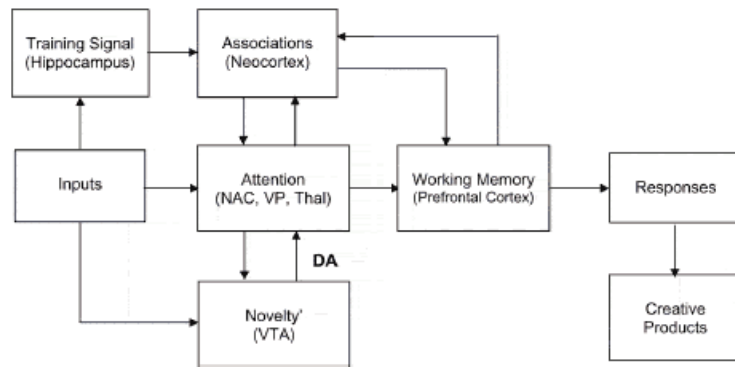 Training Signal
(Hippocampus)
Associations
(Neocortex)
Inputs
Attention
(NAC, VP, Thal)
Working Memory
(Prefrontal Cortex)
Responses
DA
Novelty'
(VTA)
Creative
Products